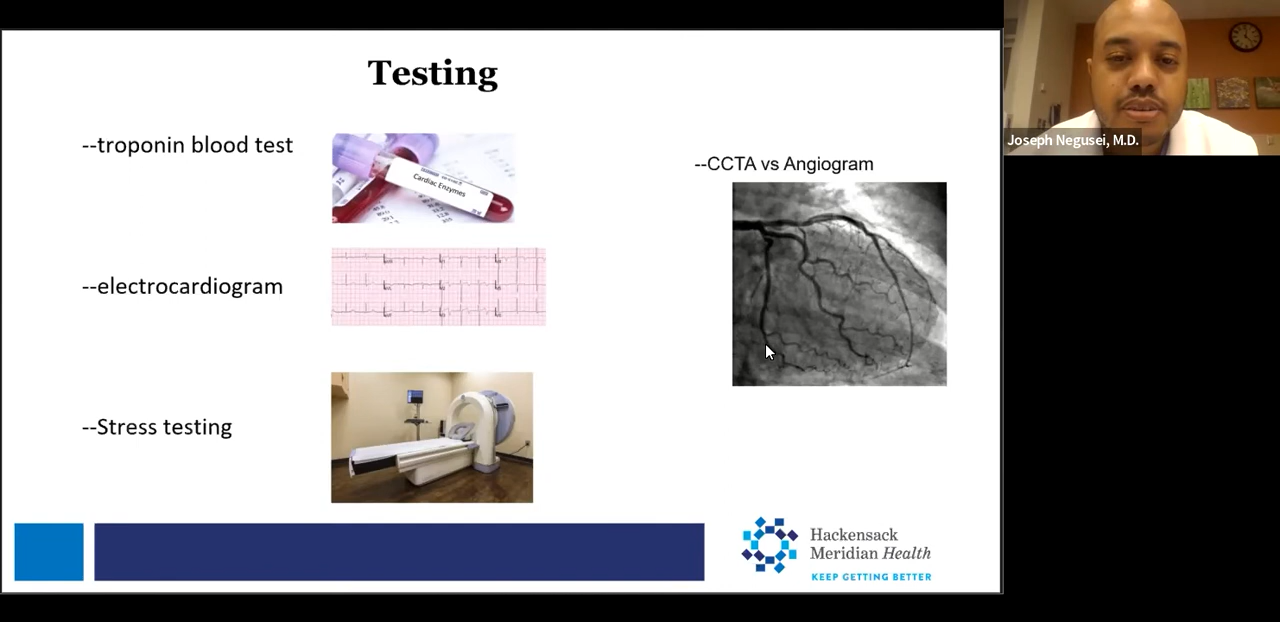 Testing
--troponin blood test
Cardiac Enzymes
--electrocardiogram
--Stress testing
--CCTA vs Angiogram
Hackensack
Meridian Health
KEEP GETTING BETTER
Joseph Negusei, M.D.